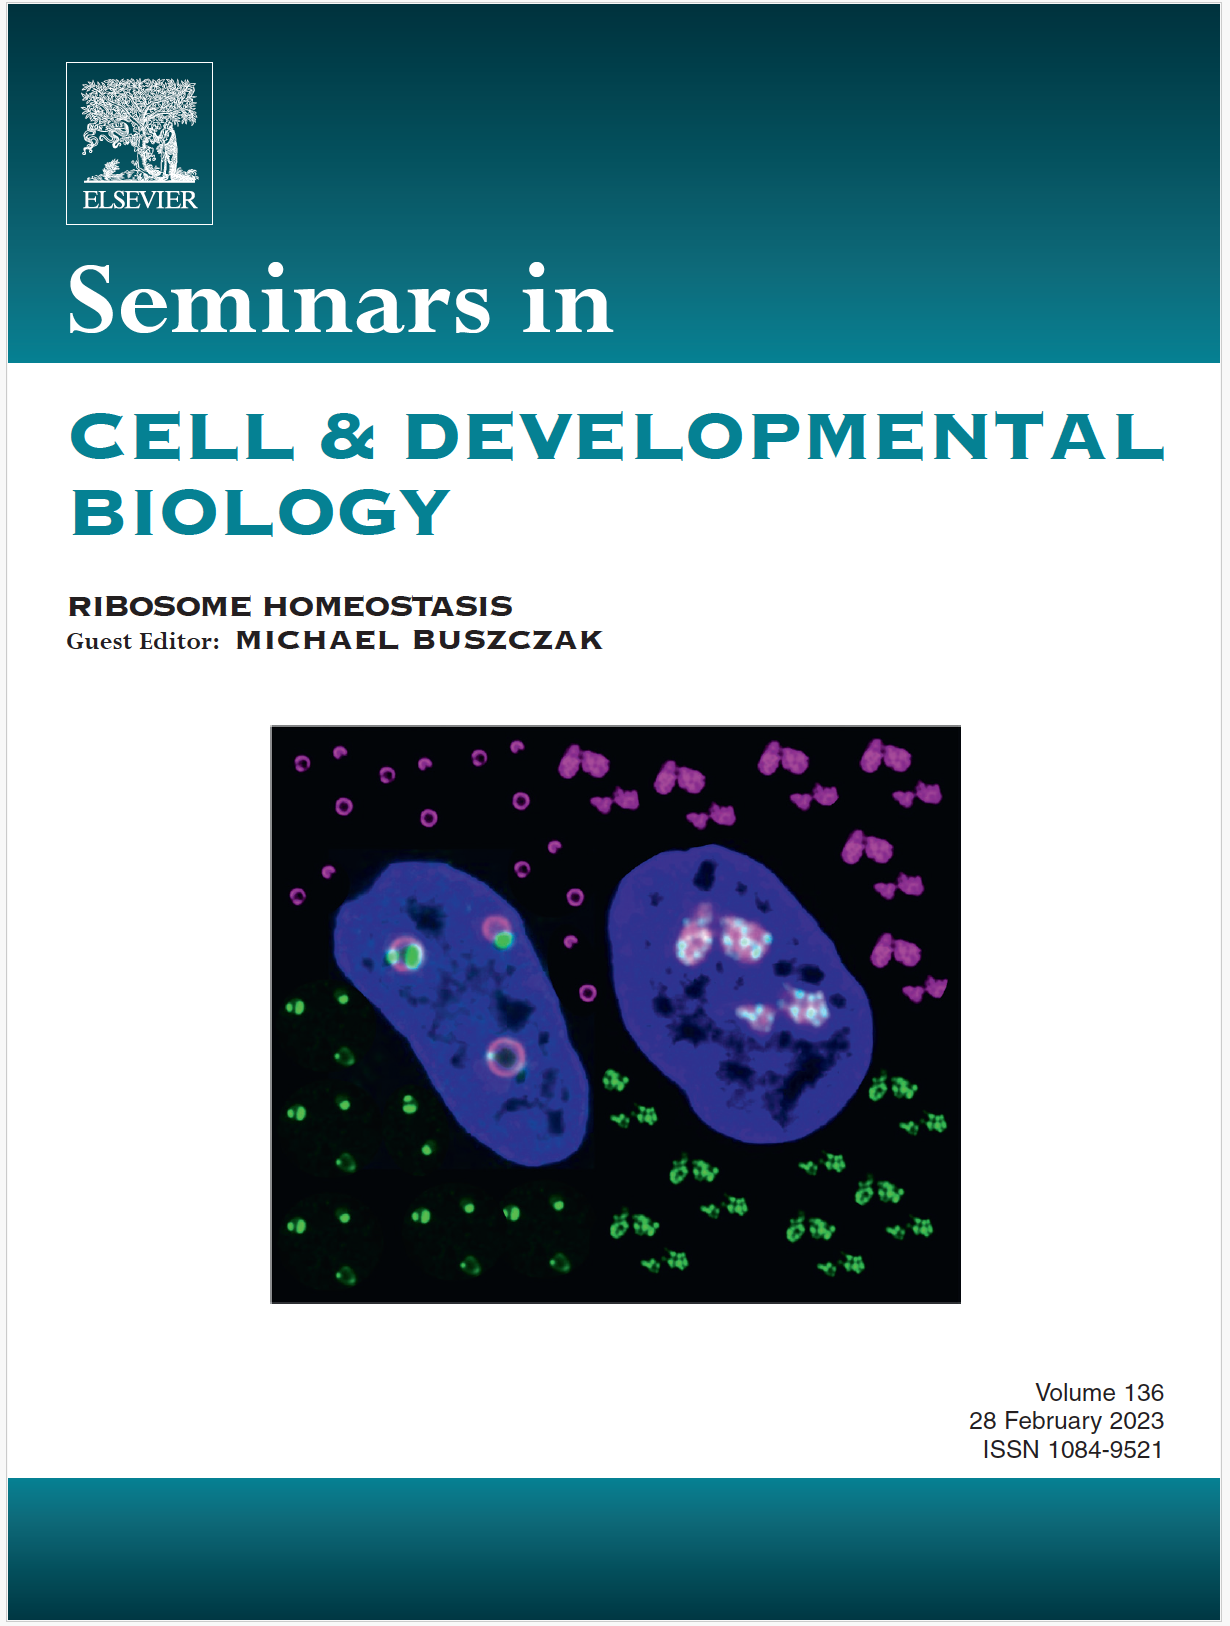 ELSEVIER
Seminars in
CELL & DEVELOPMENTAL
BIOLOGY
RIBOSOME HOMEOSTASIS
Guest Editor: MICHAEL BUSZCZAK
Volume 136
28 February 2023
ISSN 1084-9521